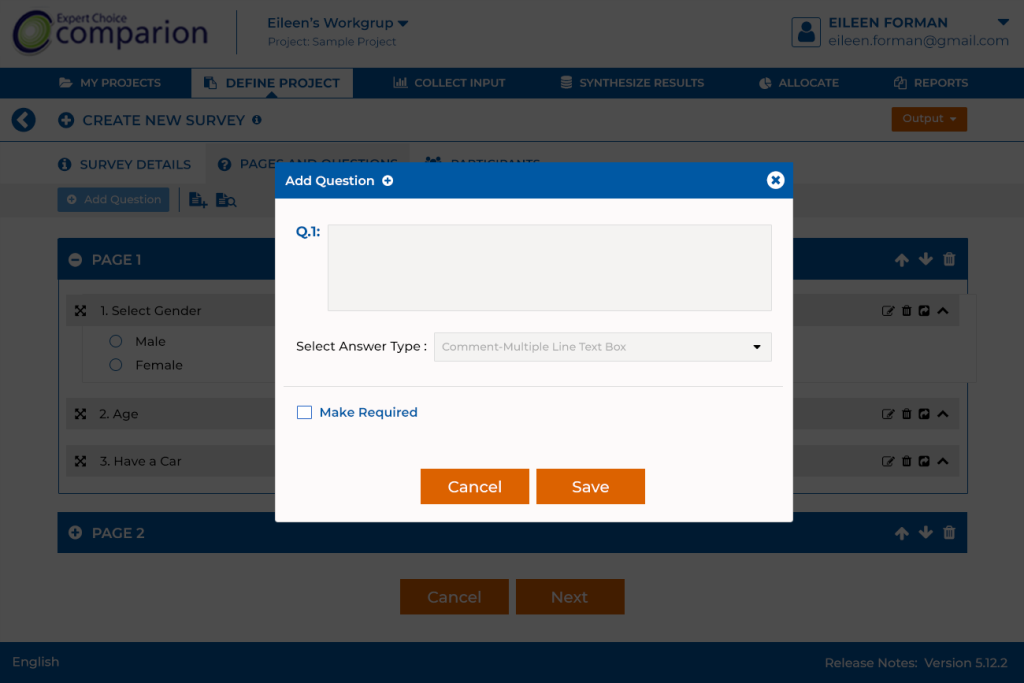 Expert Choice
comparion
Eileen's Workgrup
Project: Sample Project
EILEEN FORMAN
eileen.forman@gmail.com
MY PROJECTS
DEFINE PROJECT
COLLECT INPUT
SYNTHESIZE RESULTS
ALLOCATE
REPORTS
CREATE NEW SURVEY
Output
SURVEY DETAILS
PAGES AND QUESTIONS
PARTICIPANTS
Add Question
Add Question
Q.1:
Select Answer Type :
Comment-Multiple Line Text Box
Make Required
Cancel
Save
PAGE 1
1. Select Gender
Male
Female
2. Age
3. Have a Car
PAGE 2
Cancel
Next
English
Release Notes: Version 5.12.2